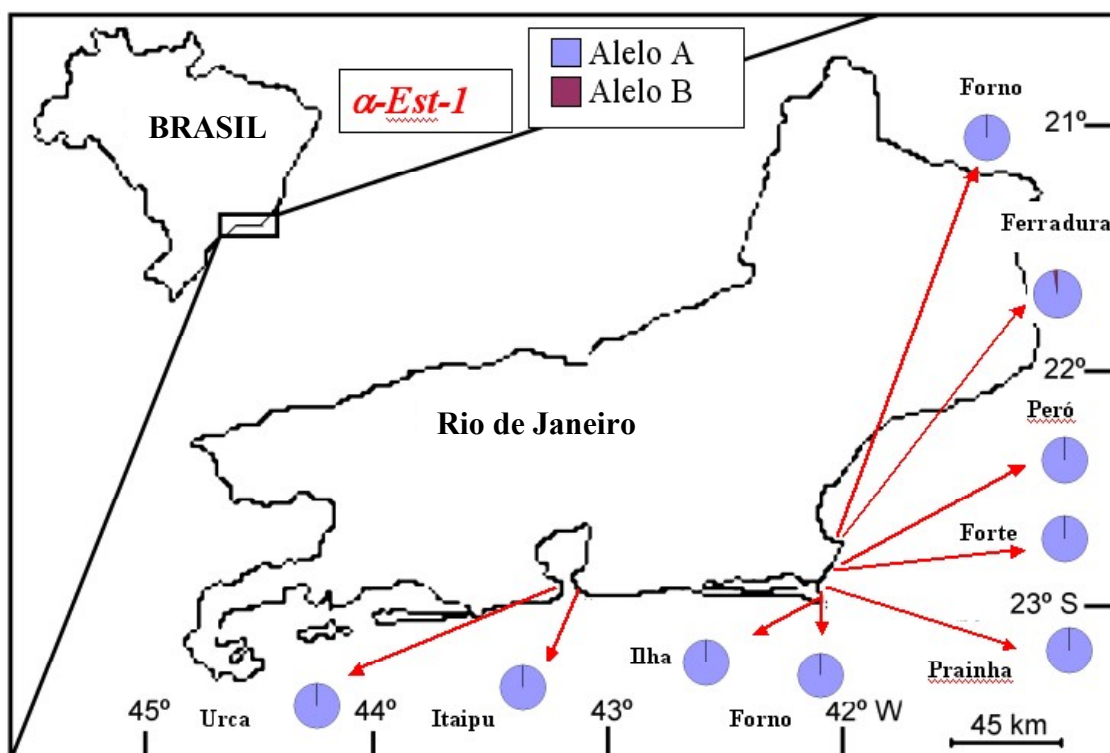 Alelo A
Alelo B
α-Est-1
BRASIL
Forno
21º
Ferradura
22º
Peró
Rio de Janeiro
Forte
23º S
Ilha
Prainha
45º
Urca
44º
Itaipu
43º
Forno
42º W
45 km